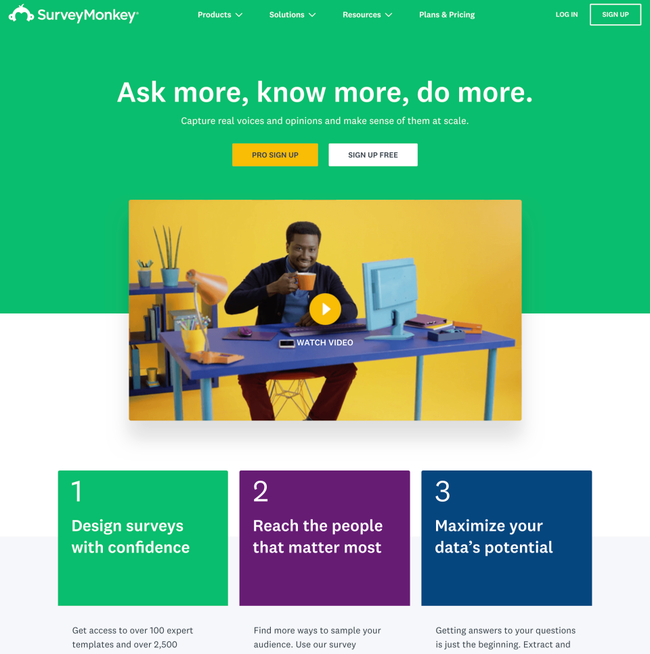 SurveyMonkey®
Products
Solutions
Resources
Plans & Pricing
LOG IN
SIGN UP
Ask more, know more, do more.
Capture real voices and opinions and make sense of them at scale.
PRO SIGN UP
SIGN UP FREE
WATCH VIDEO
1
Design surveys
with confidence
2
Reach the people
that matter most
3
Maximize your
data’s potential
Get access to over 100 expert
templates and over 2,500
Find more ways to sample your
audience. Use our survey
Getting answers to your questions
is just the beginning. Extract and